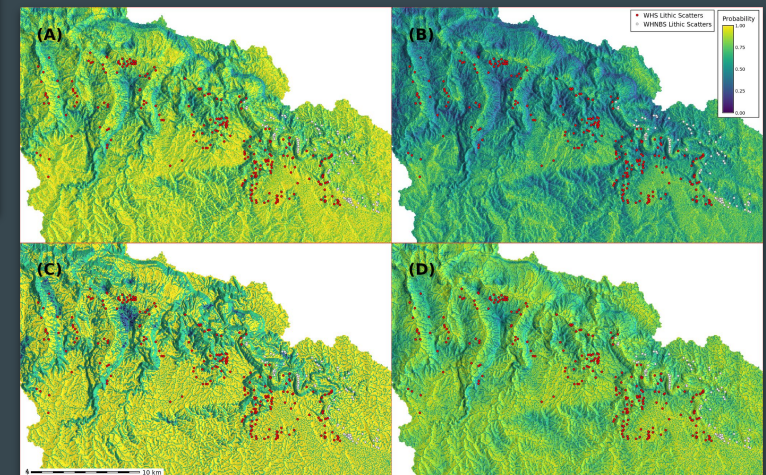 (A)
(B)
WHS Lithic Scatters
WHNBS Lithic Scatters
Probability
1.00
0.75
0.50
0.25
0.00
(C)
(D)
10 km